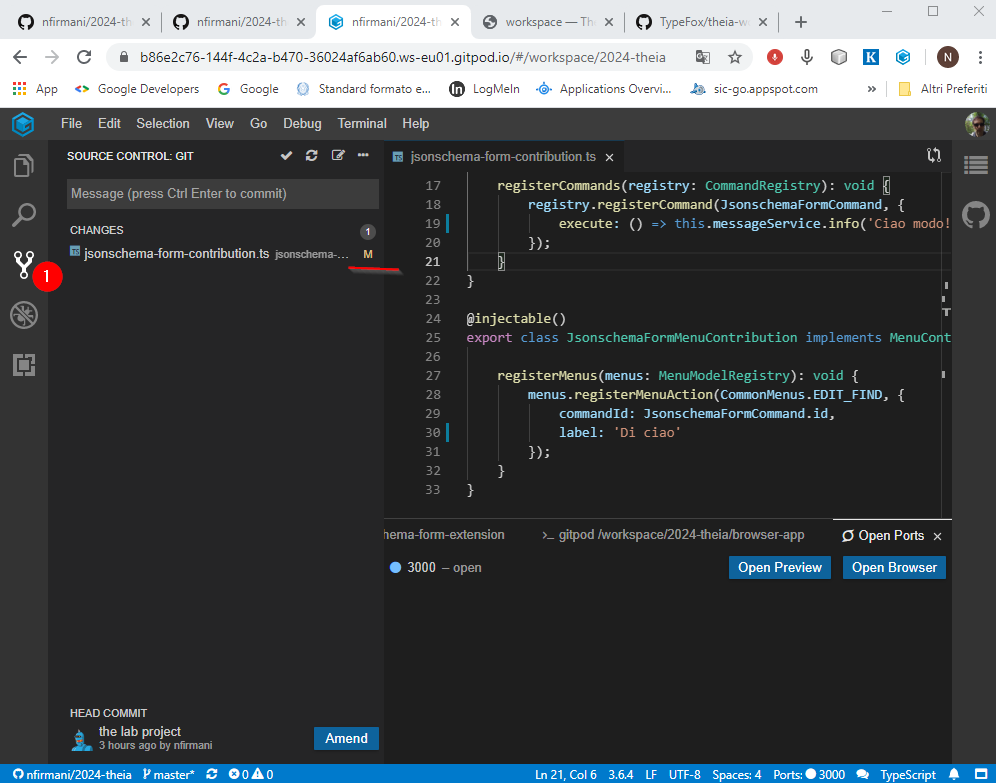 nfirmani/2024-th
nfirmani/2024-th
nfirmani/2024-th
workspace — Th
TypeFox/theia-w
b86e2c76-144f-4c2a-b470-36024af6ab60.ws-eu01.gitpod.io/#/workspace/2024-theia
K
N
App
Google Developers
Google
Standard formato e...
LogMeIn
Applications Overvi...
sic-go.appspot.com
»
Altri Preferiti
File Edit Selection View Go Debug Terminal Help
SOURCE CONTROL: GIT
Message (press Ctrl Enter to commit)
CHANGES
1
jsonschema-form-contribution.ts jsonschema-... M
1
jsonschema-form-contribution.ts
17 registerCommands(registry: CommandRegistry): void {
18 registry.registerCommand(JsonschemaFormCommand, {
19 execute: () => this.messageService.info('Ciao modo!
20 });
21 }
22 }
23
24 @injectable()
25 export class JsonschemaFormMenuContribution implements MenuCont
26
27 registerMenus(menus: MenuModelRegistry): void {
28 menus.registerMenuAction(CommonMenus.EDIT_FIND, {
29 commandId: JsonschemaFormCommand.id,
30 label: 'Di ciao'
31 });
32 }
33 }
hema-form-extension
>_ gitpod /workspace/2024-theia/browser-app
Open Ports
3000 – open
Open Preview
Open Browser
HEAD COMMIT
the lab project
3 hours ago by nfirmani
Amend
nfirmani/2024-theia
master*
0 0
Ln 21, Col 6
3.6.4
LF
UTF-8
Spaces: 4
Ports: 3000
TypeScript